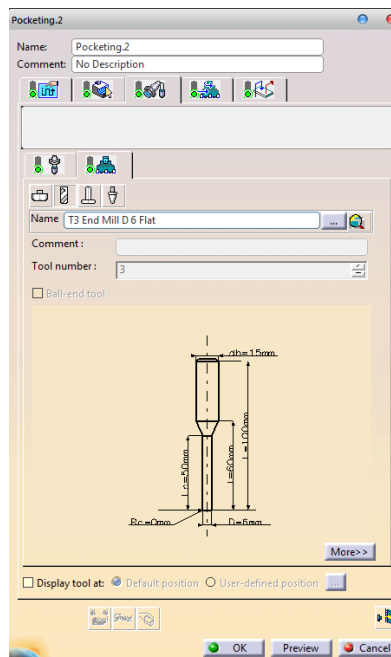 Pocketing.2
Name: Pocketing.2
Comment: No Description
Name T3 End Mill D 6 Flat ...
Comment :
Tool number : 3
Ball-end tool
db=15mm
L=100mm
l=60mm
Lc=50mm
Rc=0mm D=6mm
More>>
Display tool at: Default position User-defined position ...
OK Preview Cancel